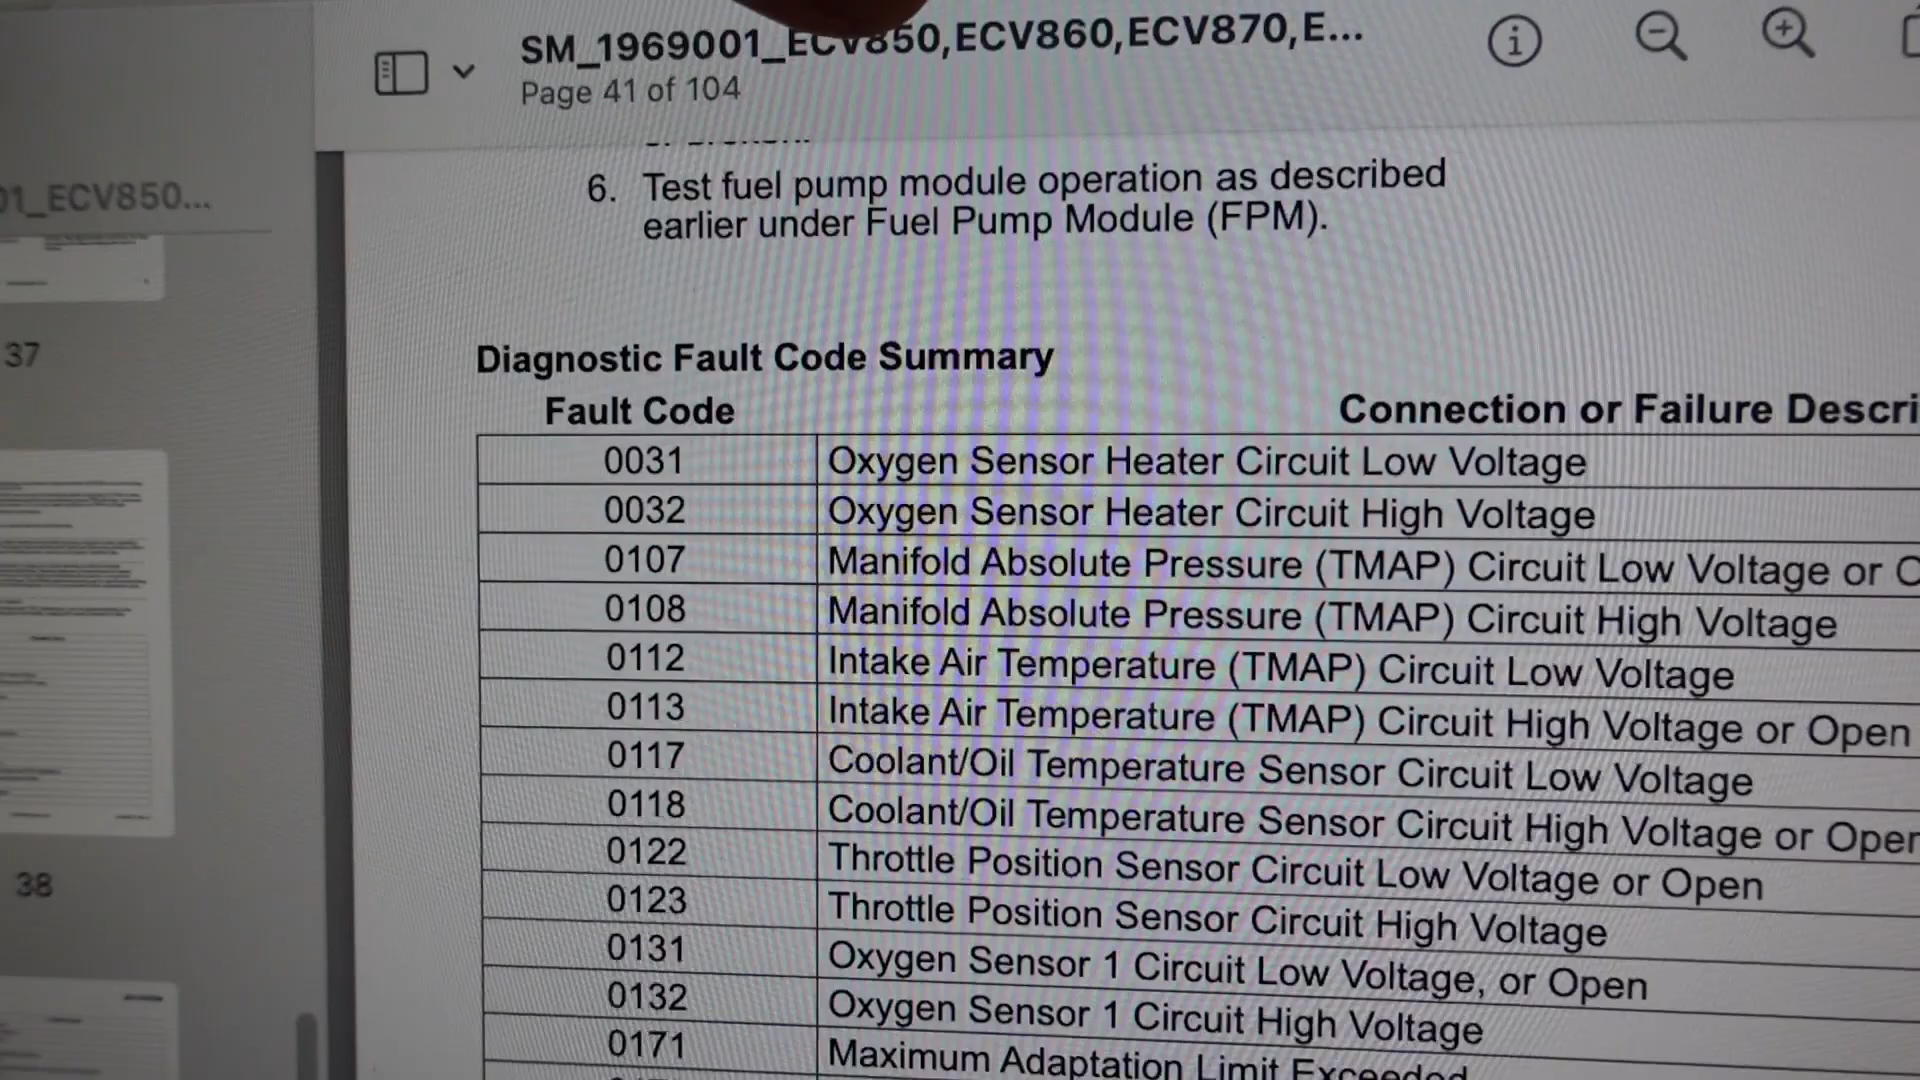 SM_1969001_ECV850,ECV860,ECV870,E...
Page 41 of 104
01_ECV850...
37
38
6. Test fuel pump module operation as described
earlier under Fuel Pump Module (FPM).
Diagnostic Fault Code Summary
Fault Code Connection or Failure Descri
0031 Oxygen Sensor Heater Circuit Low Voltage
0032 Oxygen Sensor Heater Circuit High Voltage
0107 Manifold Absolute Pressure (TMAP) Circuit Low Voltage or O
0108 Manifold Absolute Pressure (TMAP) Circuit High Voltage
0112 Intake Air Temperature (TMAP) Circuit Low Voltage
0113 Intake Air Temperature (TMAP) Circuit High Voltage or Open
0117 Coolant/Oil Temperature Sensor Circuit Low Voltage
0118 Coolant/Oil Temperature Sensor Circuit High Voltage or Open
0122 Throttle Position Sensor Circuit Low Voltage or Open
0123 Throttle Position Sensor Circuit High Voltage
0131 Oxygen Sensor 1 Circuit Low Voltage, or Open
0132 Oxygen Sensor 1 Circuit High Voltage
0171 Maximum Adaptation Limit Exceeded